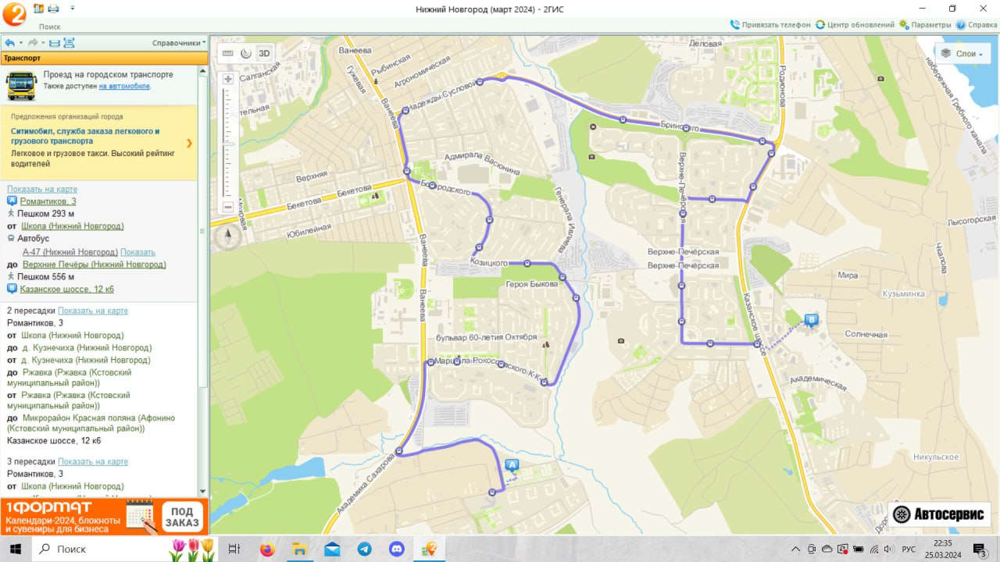 Нижний Новгород (март 2024) - 2ГИС
Поиск
Привязать телефон
Центр обновлений
Параметры
Справка
Справочники
Транспорт
Проезд на городском транспорте
Также доступен на автомобиле.
Предложения организаций города
Ситимобил, служба заказа легкового и
грузового транспорта
Легковое и грузовое такси. Высокий рейтинг
водителей
Показать на карте
A Романтиков, 3
Пешком 293 м
от Школа (Нижний Новгород)
Автобус
А-47 (Нижний Новгород) Показать
до Верхние Печёры (Нижний Новгород)
Пешком 556 м
B Казанское шоссе, 12 к6
2 пересадки Показать на карте
Романтиков, 3
от Школа (Нижний Новгород)
до д. Кузнечиха (Нижний Новгород)
от д. Кузнечиха (Нижний Новгород)
до Ржавка (Ржавка (Кстовский
муниципальный район))
от Ржавка (Ржавка (Кстовский
муниципальный район))
до Микрорайон Красная поляна (Афонино
(Кстовский муниципальный район))
Казанское шоссе, 12 к6
3 пересадки Показать на карте
Романтиков, 3
от Школа (Нижний Новгород)
1ФОРМАТ
Календари-2024, блокноты
и сувениры для бизнеса
ПОД
ЗАКАЗ
3D
Слои
Ванеева
Гужевая
Рыбинская
Агрономическая
Салганская
Деловая
Родионова
набережная Гребного канала
Надежды Сусловой
Ванеева
Адмирала Васюнина
Верхняя
Бекетова
Бекетова
Юбилейная
Генерала Ивлиева
Верхне-Печёрская
Верхне-Печёрская
Верхне-Печёрская
Лысогорская
Чкалова
Ванеева
Козицкого
Героя Быкова
Мира
Кузьминка
Ванеева
Казанское шоссе
B
Солнечная
бульвар 60-летия Октября
Академическая
Академика Сахарова
A
Никульское
Автосервис
Поиск
РУС
22:35
25.03.2024
3